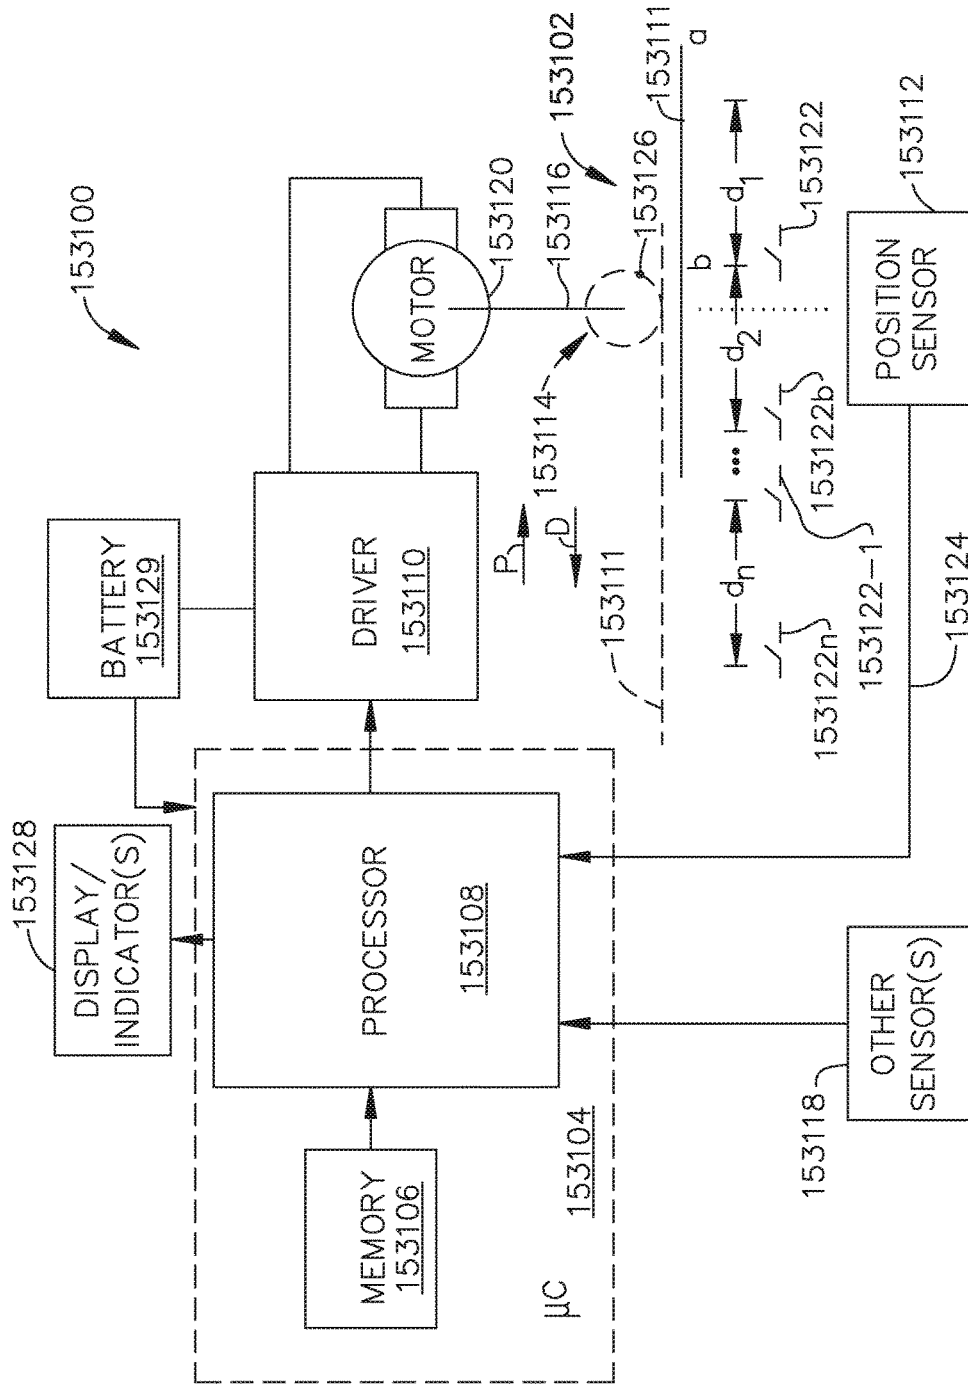 153100
BATTERY
153129
153128
DISPLAY/
INDICATOR(S)
DRIVER
153110
MOTOR
153120
153116
153102
153126
153114
153111
a
b
P
D
153111
PROCESSOR
153108
MEMORY
153106
153104
µC
d1
d2
...
dn
153122
153122b
153122-1
153122n
153124
POSITION
SENSOR
153112
OTHER
SENSOR(S)
153118